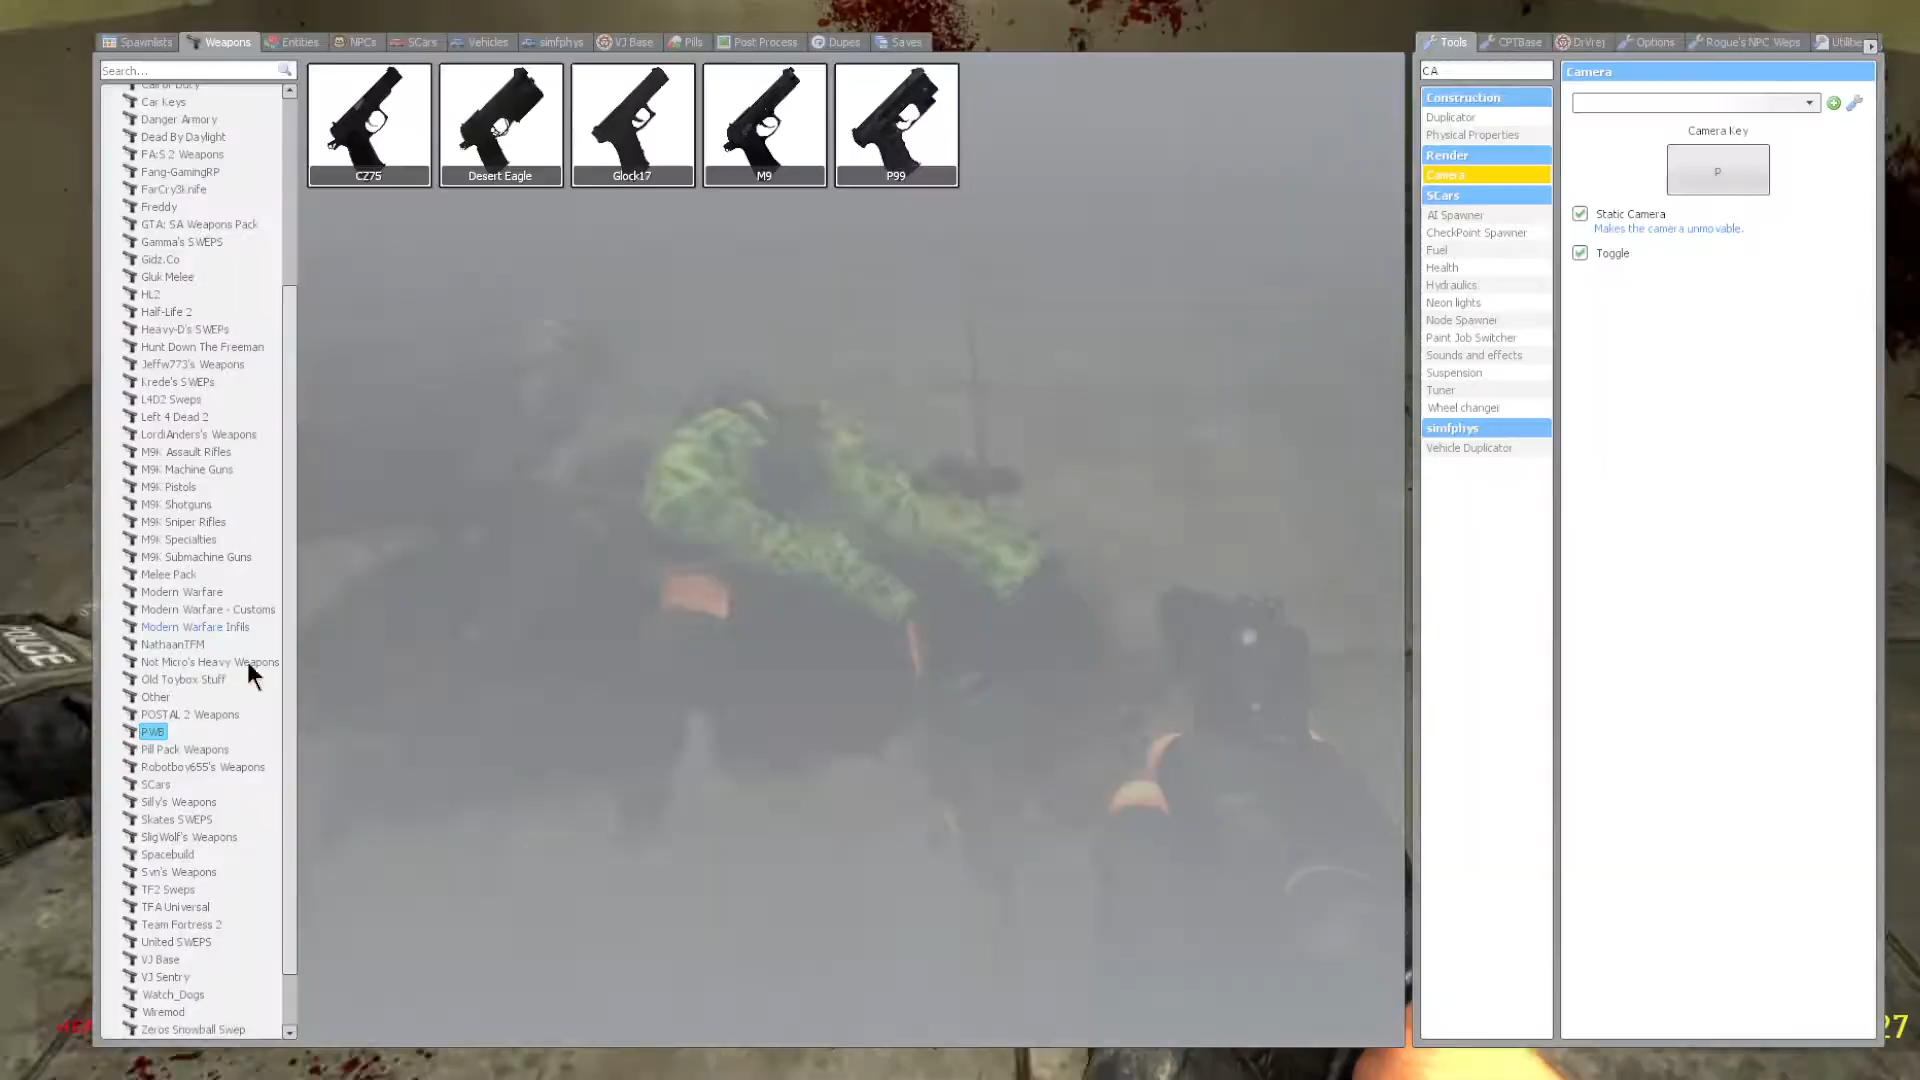 Spawnlists
Weapons
Entities
NPCs
SCars
Vehicles
simfphys
VJ Base
Pills
Post Process
Dupes
Saves
Search...
Call of Duty
Car Keys
Danger Armory
Dead By Daylight
FA:S 2 Weapons
Fang-GamingRP
FarCry3knife
Freddy
GTA: SA Weapons Pack
Gamma's SWEPS
Gidz.Co
Gluk Melee
HL2
Half-Life 2
Heavy-D's SWEPs
Hunt Down The Freeman
Jeffw773's Weapons
Krede's SWEPs
L4D2 Sweps
Left 4 Dead 2
LordiAnders's Weapons
M9K Assault Rifles
M9K Machine Guns
M9K Pistols
M9K Shotguns
M9K Sniper Rifles
M9K Specialties
M9K Submachine Guns
Melee Pack
Modern Warfare
Modern Warfare - Customs
Modern Warfare Infils
NathaanTFM
Not Micro's Heavy Weapons
Old Toybox Stuff
Other
POSTAL 2 Weapons
PWB
Pill Pack Weapons
Robotboy655's Weapons
SCars
Silly's Weapons
Skates SWEPS
SligWolf's Weapons
Spacebuild
Svn's Weapons
TF2 Sweps
TFA Universal
Team Fortress 2
United SWEPS
VJ Base
VJ Sentry
Watch_Dogs
Wiremod
Zeros Snowball Swep
CZ75
Desert Eagle
Glock17
M9
P99
Tools
CPTBase
DrVrej
Options
Rogue's NPC Weps
Utilitie
CA
Construction
Duplicator
Physical Properties
Render
Camera
SCars
AI Spawner
CheckPoint Spawner
Fuel
Health
Hydraulics
Neon lights
Node Spawner
Paint Job Switcher
Sounds and effects
Suspension
Tuner
Wheel changer
simfphys
Vehicle Duplicator
Camera
Camera Key
P
Static Camera
Makes the camera unmovable.
Toggle
POLICE
27